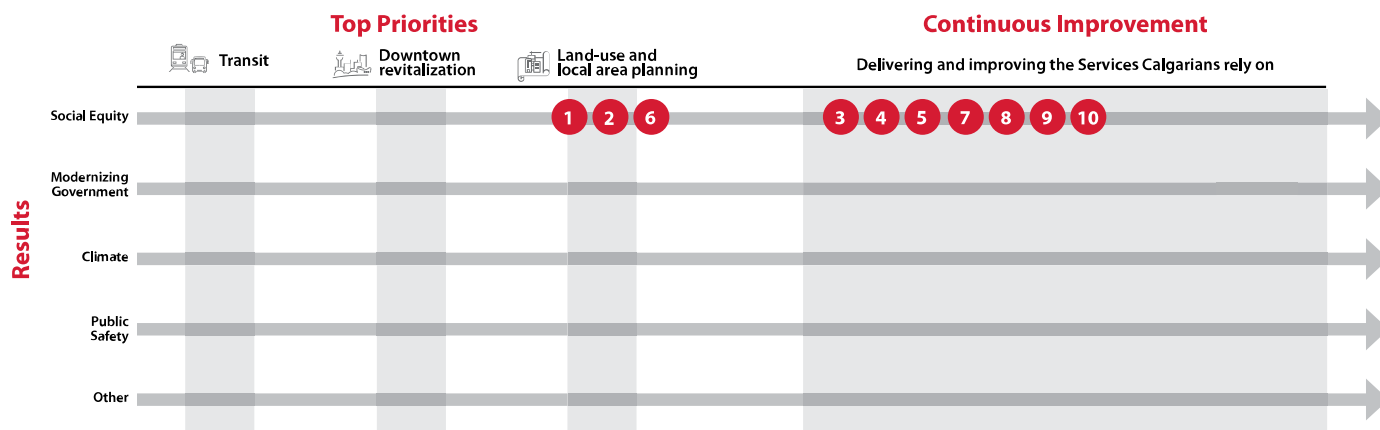 Top Priorities
Continuous Improvement
Transit
Downtown
revitalization
Land-use and
local area planning
Delivering and improving the Services Calgarians rely on
Results
Social Equity
1 2 6 3 4 5 7 8 9 10
Modernizing
Government
Climate
Public
Safety
Other